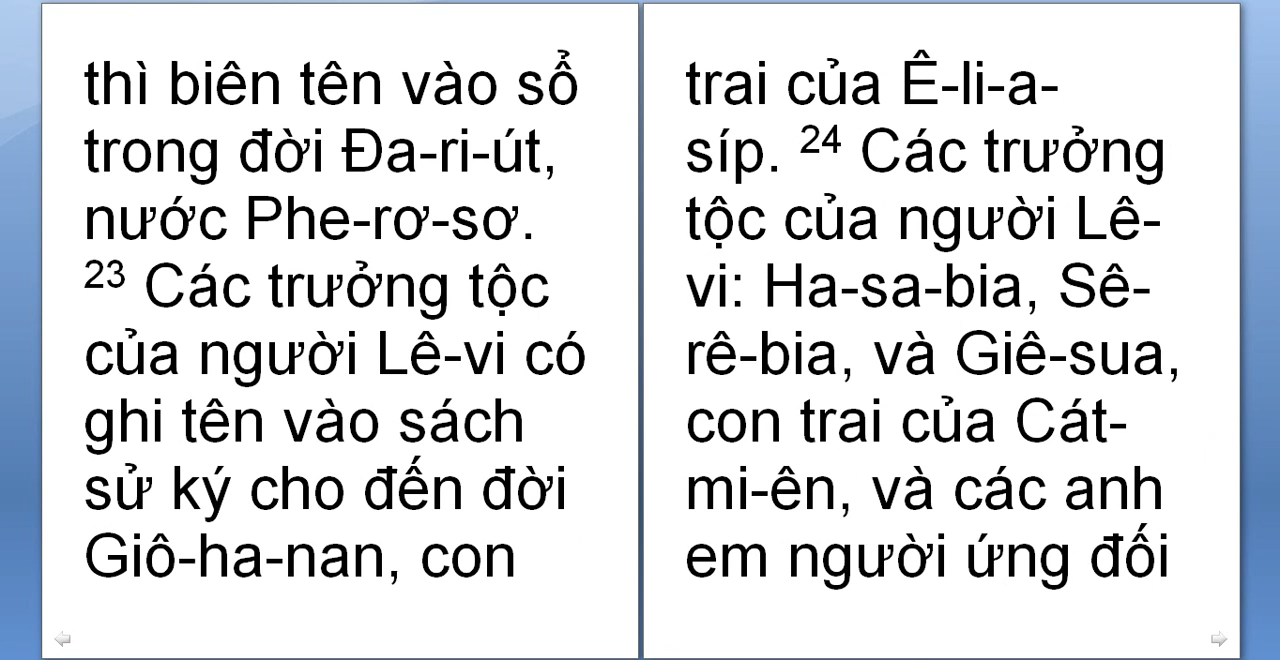 thì biên tên vào sổ
trong đời Đa-ri-út,
nước Phe-rơ-sơ.
23 Các trưởng tộc
của người Lê-vi có
ghi tên vào sách
sử ký cho đến đời
Giô-ha-nan, con
trai của Ê-li-a-
síp. 24 Các trưởng
tộc của người Lê-
vi: Ha-sa-bia, Sê-
rê-bia, và Giê-sua,
con trai của Cát-
mi-ên, và các anh
em người ứng đối